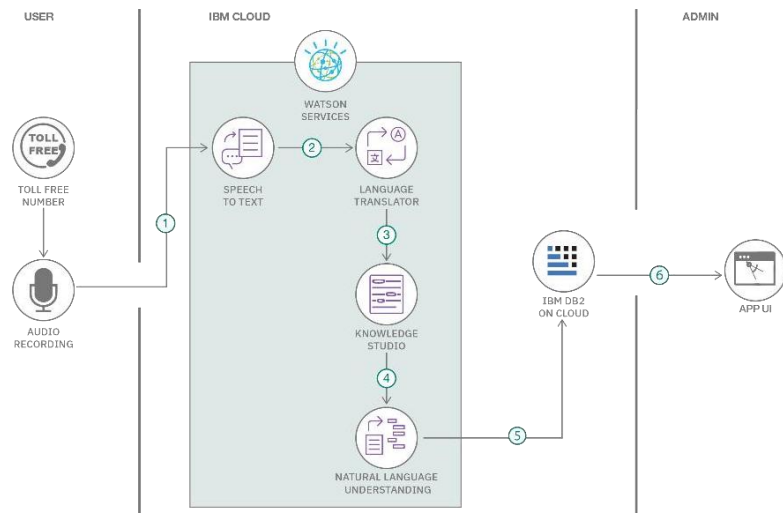 USER
IBM CLOUD
ADMIN
WATSON
SERVICES
TOLL
FREE
TOLL FREE
NUMBER
SPEECH
TO TEXT
2
A
文
LANGUAGE
TRANSLATOR
1
3
AUDIO
RECORDING
KNOWLEDGE
STUDIO
IBM DB2
ON CLOUD
6
APP UI
4
5
NATURAL LANGUAGE
UNDERSTANDING